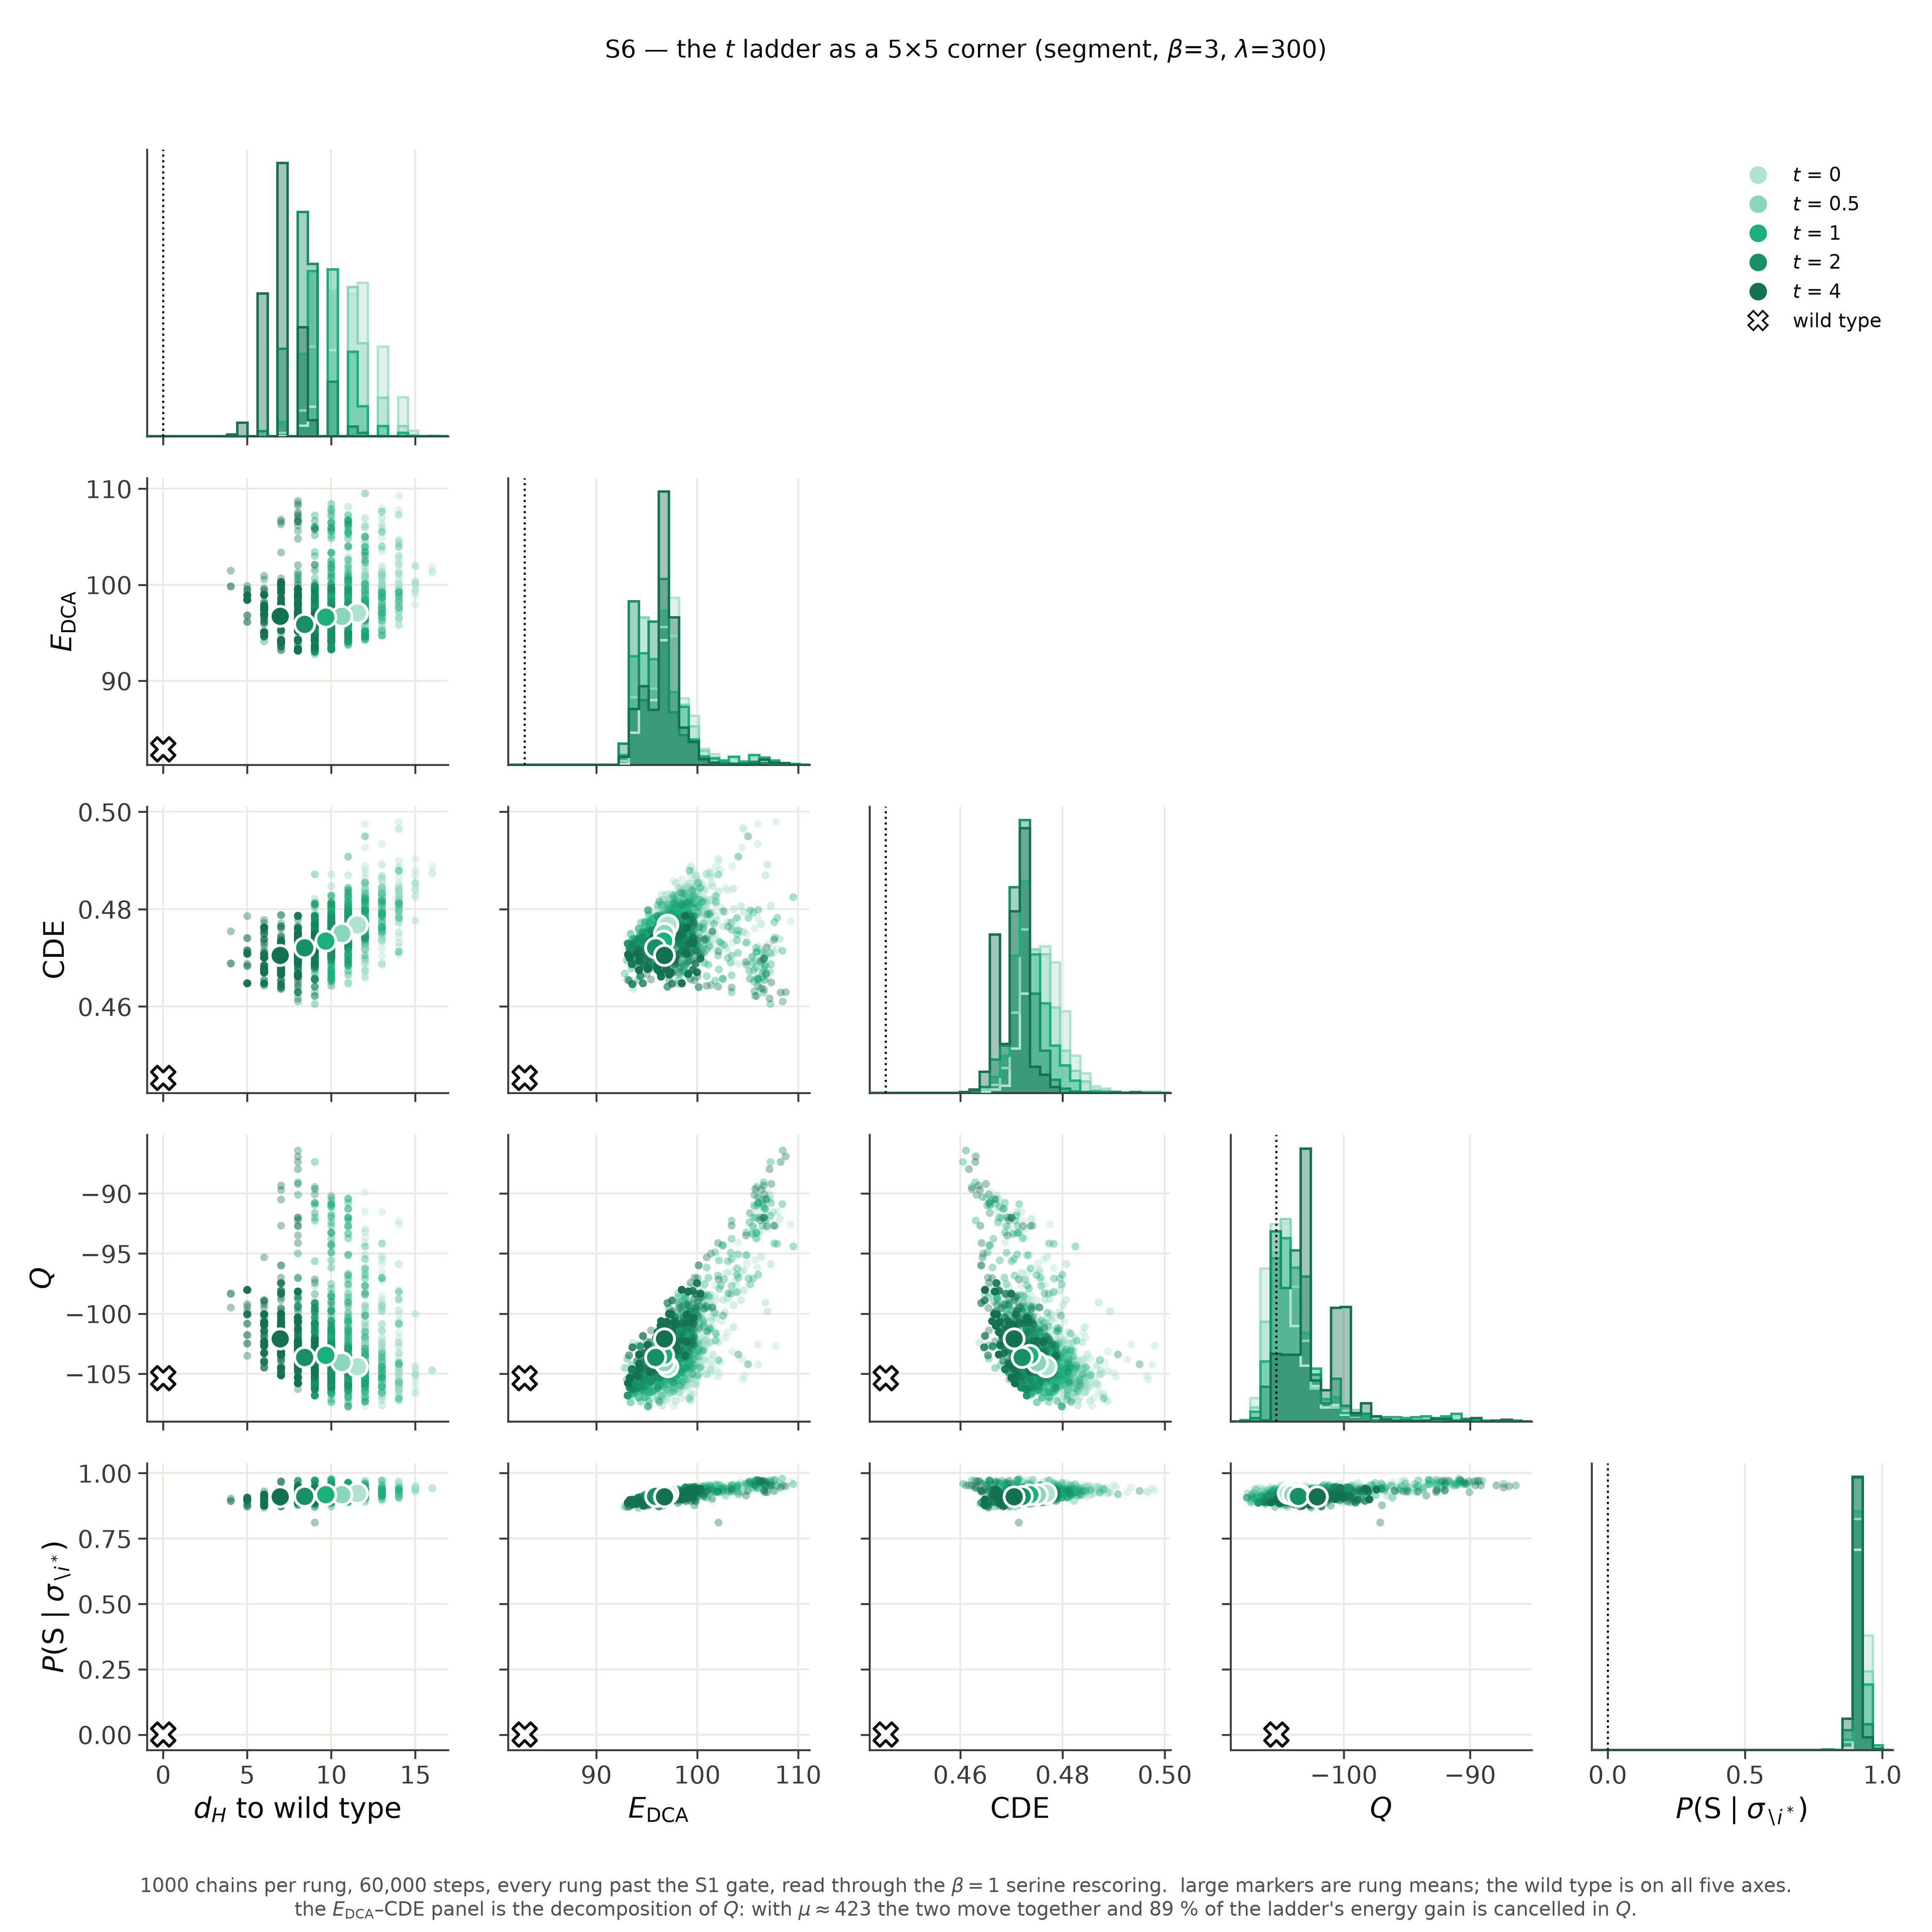 S6 — the t ladder as a 5×5 corner (segment, β=3, λ=300)
t = 0
t = 0.5
t = 1
t = 2
t = 4
wild type
110
100
90
E_DCA
0.50
0.48
0.46
CDE
−90
−95
−100
−105
Q
1.00
0.75
0.50
0.25
0.00
P(S | σ_{\i*})
0 5 10 15
90 100 110
0.46 0.48 0.50
−100 −90
0.0 0.5 1.0
d_H to wild type
E_DCA
CDE
Q
P(S | σ_{\i*})
1000 chains per rung, 60,000 steps, every rung past the S1 gate, read through the β = 1 serine rescoring. large markers are rung means; the wild type is on all five axes.
the E_DCA–CDE panel is the decomposition of Q: with μ ≈ 423 the two move together and 89 % of the ladder's energy gain is cancelled in Q.